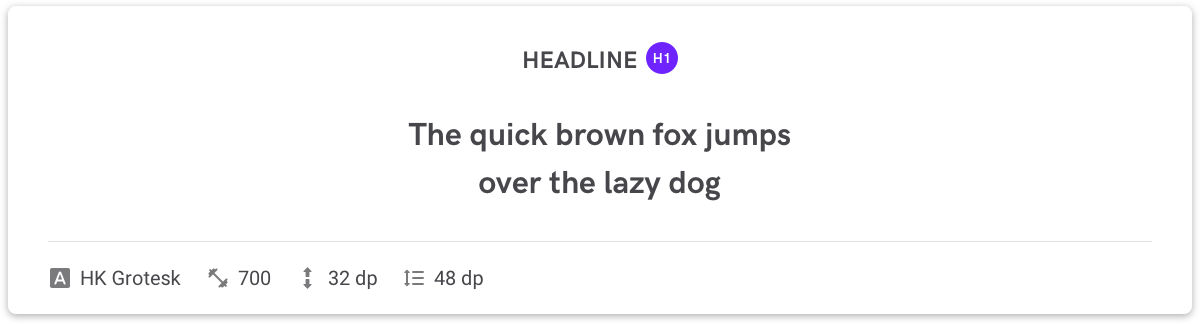 HEADLINE H1
The quick brown fox jumps
over the lazy dog
A HK Grotesk 700 32 dp 48 dp